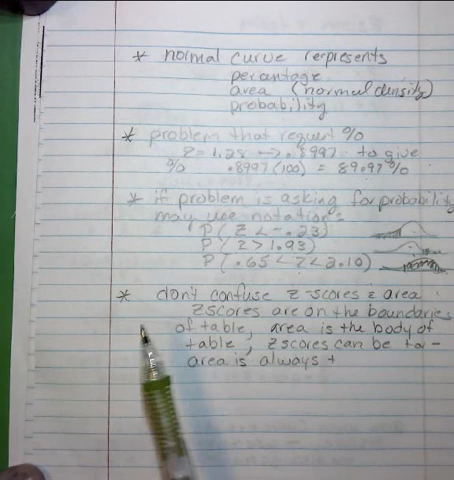 * normal curve rerpresents
percantage
area (normal density)
probability
* problem that request %
z = 1.28 → .8997 to give
% .8997 (100) = 89.97 %
* if problem is asking for probability
may use notations
P( z < -.23)
P( z > 1.93)
P( .65 < z < 2.10)
* don't confuse z-scores & area
z scores are on the boundaries
of table, area is the body of
table, z scores can be + or -
area is always +